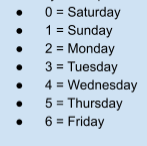 ● 0 = Saturday
● 1 = Sunday
● 2 = Monday
● 3 = Tuesday
● 4 = Wednesday
● 5 = Thursday
● 6 = Friday